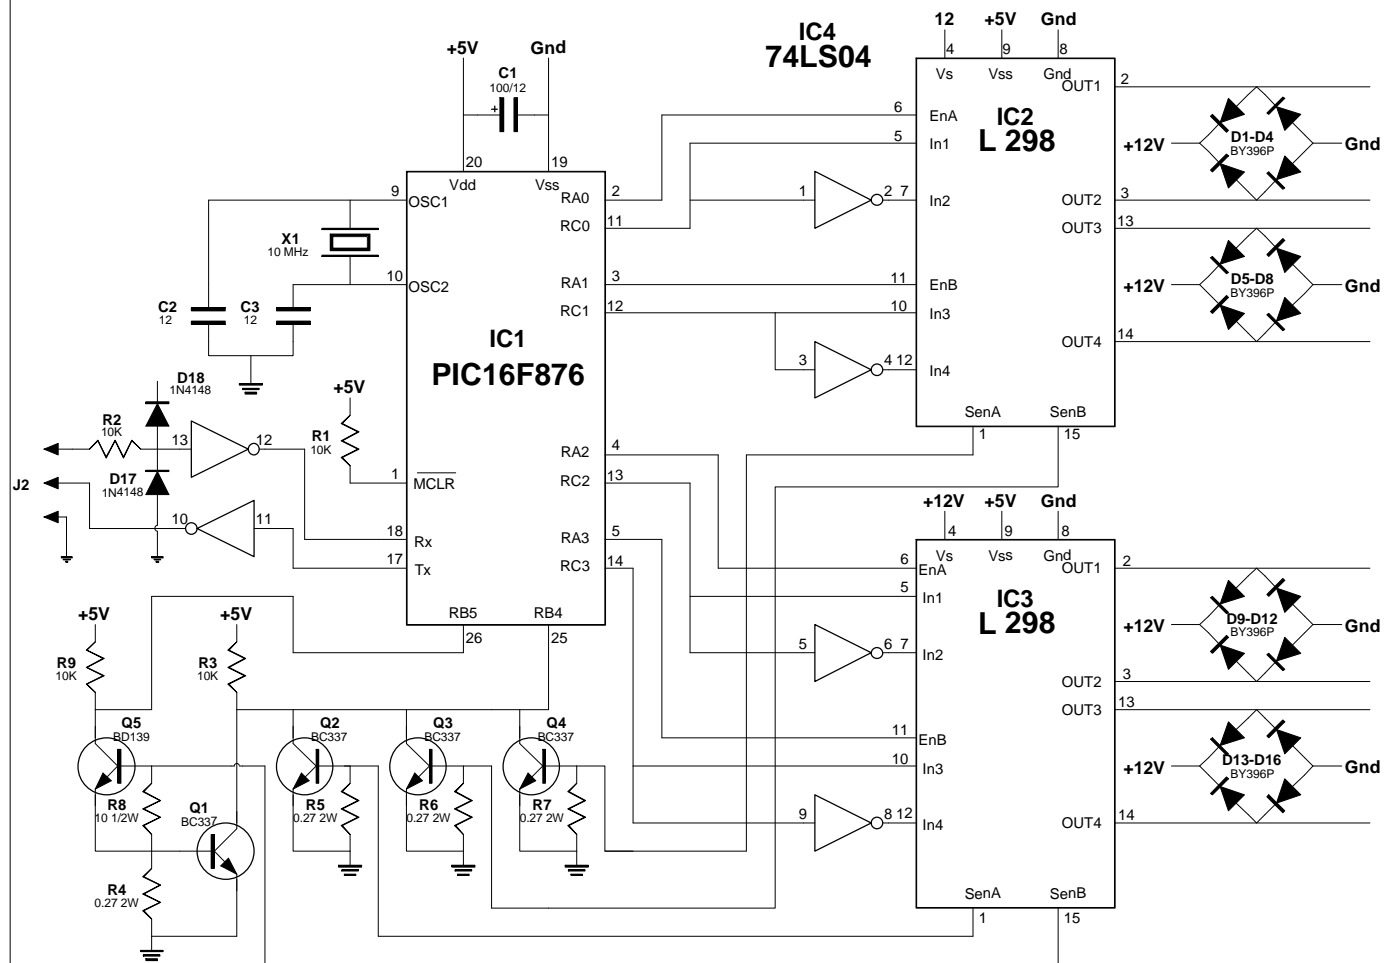 IC4
74LS04
12 +5V Gnd
4 9 8
Vs Vss Gnd
IC2
L 298
6 EnA
5 In1
1 2 7 In2
11 EnB
10 In3
3 4 12 In4
OUT1 2
OUT2 3
OUT3 13
OUT4 14
SenA SenB
1 15
+12V D1-D4 Gnd
BY396P
+12V D5-D8 Gnd
BY396P
+5V Gnd
C1
100/12
+
20 19
Vdd Vss
IC1
PIC16F876
9 OSC1
10 OSC2
1 MCLR
18 Rx
17 Tx
RA0 2
RC0 11
RA1 3
RC1 12
RA2 4
RC2 13
RA3 5
RC3 14
RB5 RB4
26 25
X1
10 MHz
C2
12
C3
12
D18
1N4148
R2
10K
13 12
D17
1N4148
J2
10 11
+5V
R1
10K
+12V +5V Gnd
4 9 8
Vs Vss Gnd
IC3
L 298
6 EnA
5 In1
5 6 7 In2
11 EnB
10 In3
9 8 12 In4
OUT1 2
OUT2 3
OUT3 13
OUT4 14
SenA SenB
1 15
+12V D9-D12 Gnd
BY396P
+12V D13-D16 Gnd
BY396P
+5V +5V
R9
10K
R3
10K
Q5
BD139
Q2
BC337
Q3
BC337
Q4
BC337
R8
10 1/2W
Q1
BC337
R5
0.27 2W
R6
0.27 2W
R7
0.27 2W
R4
0.27 2W